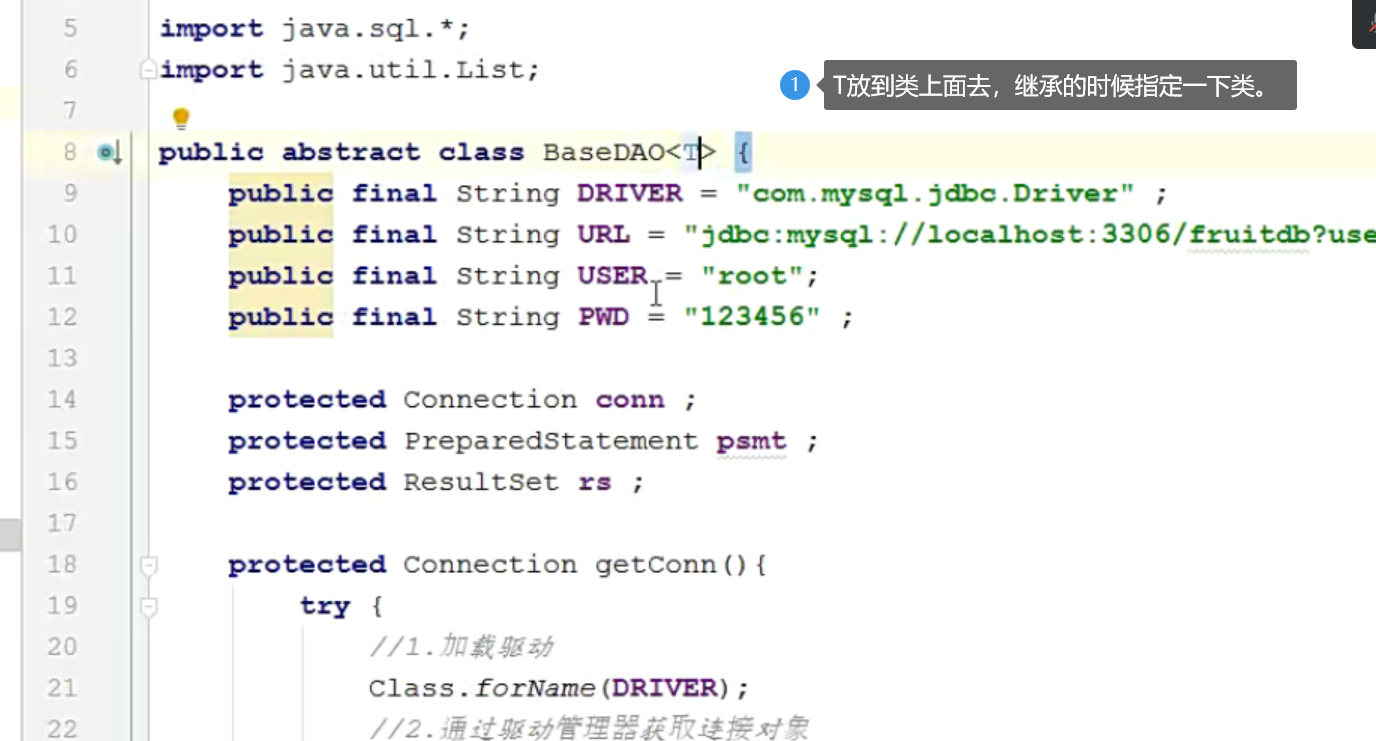 5 import java.sql.*;
6 import java.util.List;
1 T放到类上面去，继承的时候指定一下类。
7
8 public abstract class BaseDAO<T> {
9 public final String DRIVER = "com.mysql.jdbc.Driver" ;
10 public final String URL = "jdbc:mysql://localhost:3306/fruitdb?use
11 public final String USER = "root";
12 public final String PWD = "123456" ;
13
14 protected Connection conn ;
15 protected PreparedStatement psmt ;
16 protected ResultSet rs ;
17
18 protected Connection getConn(){
19 try {
20 //1.加载驱动
21 Class.forName(DRIVER);
22 //2.通过驱动管理器获取连接对象